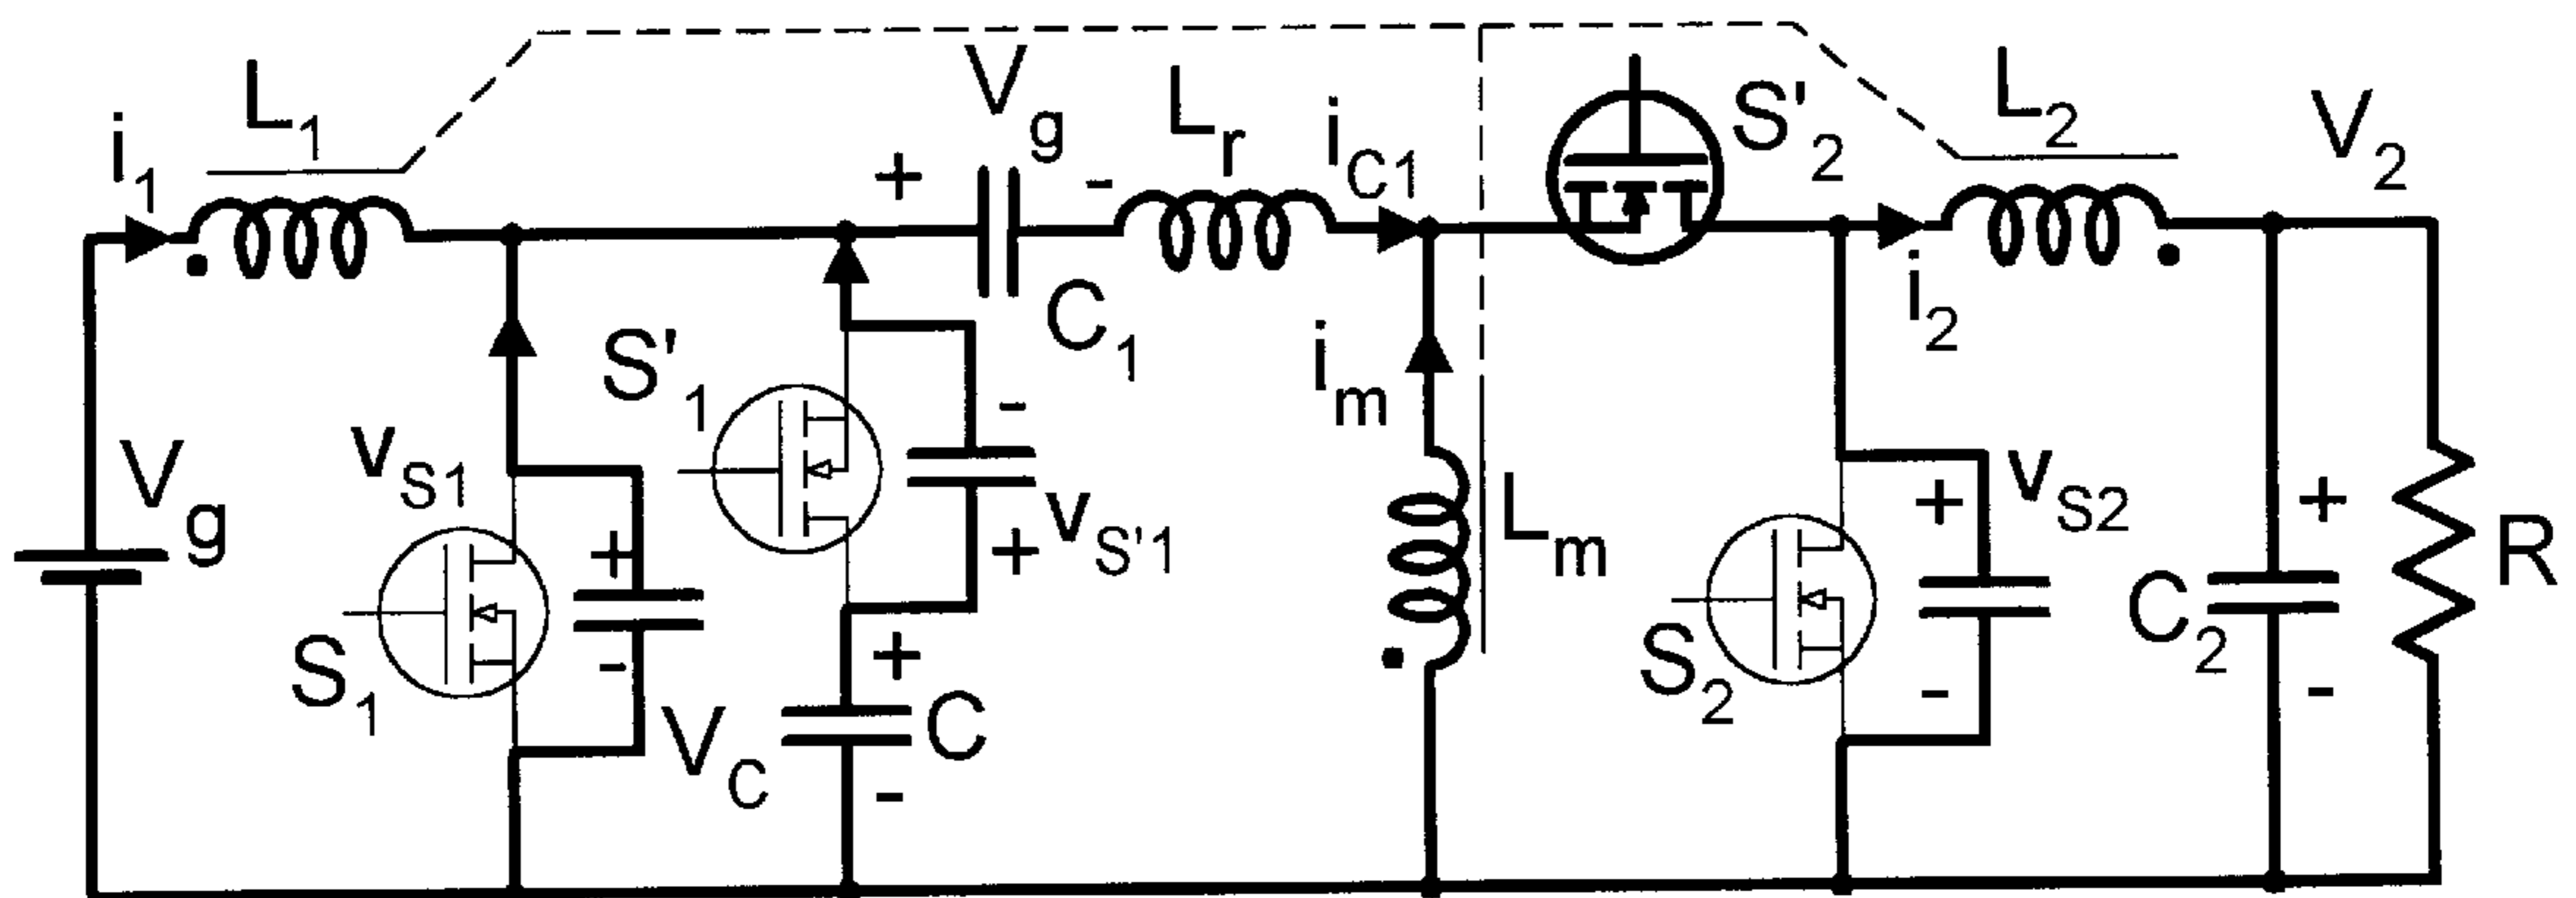 i1
L1
Vg
+
-
Lr
iC1
S'2
i2
L2
V2
Vg
vS1
+
-
S1
S'1
-
+
vS'1
VC
+
-
C
C1
im
Lm
S2
+
-
vS2
C2
+
-
R